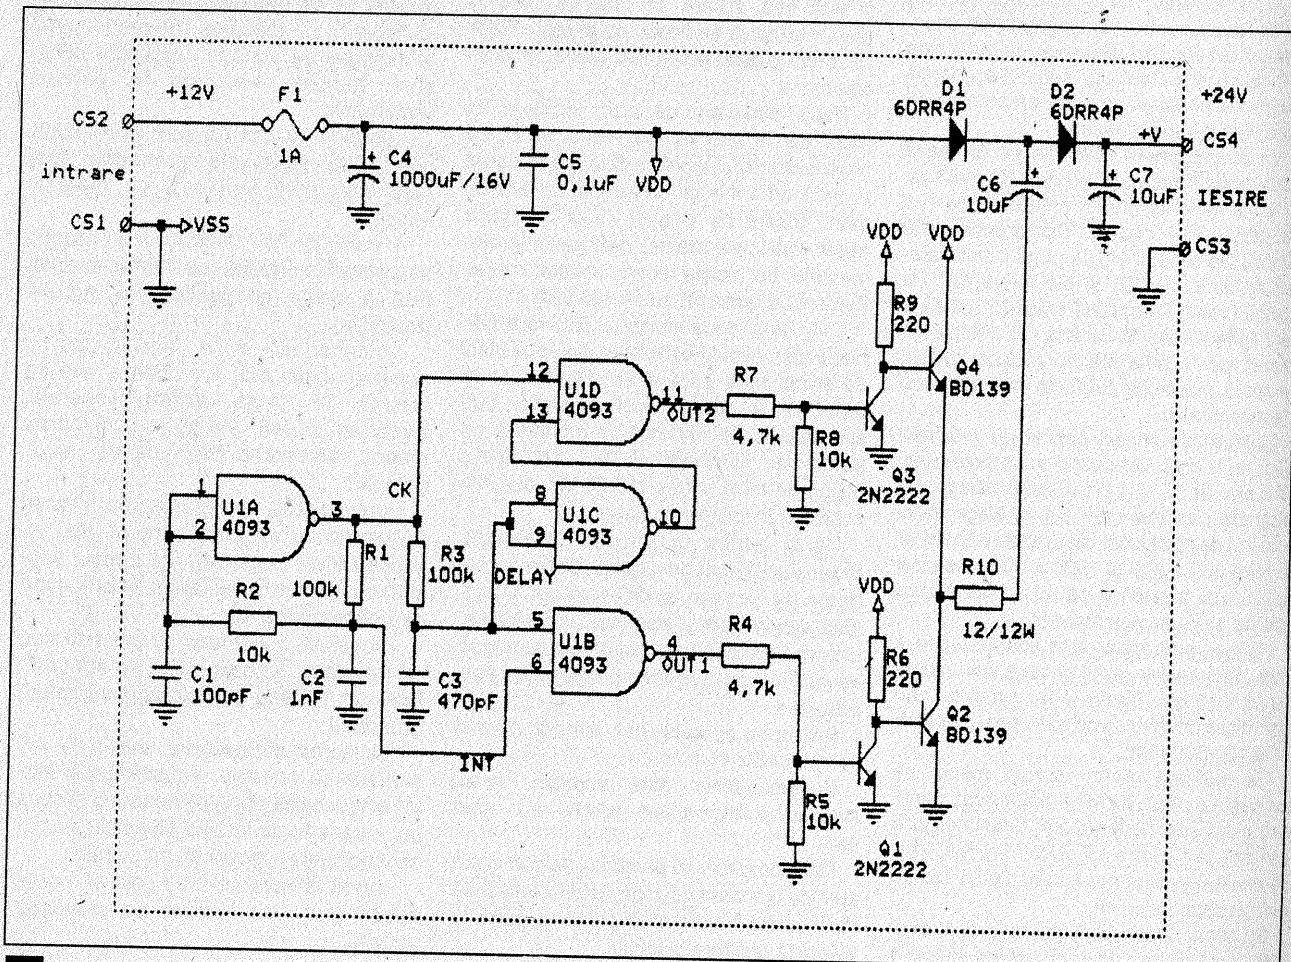 +12V
F1
D1
6DRR4P
D2
6DRR4P
+24V
CS2
1A
C4
1000uF/16V
C5
0,1uF
VDD
+V
CS4
intrare
C6
10uF
C7
10uF
IESIRE
CS1
VSS
CS3
VDD
VDD
R9
220
Q4
BD139
12
13
U1D
4093
11
OUT2
R7
4,7k
R8
10k
Q3
2N2222
CK
1
2
U1A
4093
3
8
9
U1C
4093
10
R1
100k
R3
100k
DELAY
R2
10k
5
6
U1B
4093
4
OUT1
R4
4,7k
VDD
R6
220
R10
12/12W
C1
100pF
C2
1nF
C3
470pF
INT
Q2
BD139
R5
10k
Q1
2N2222